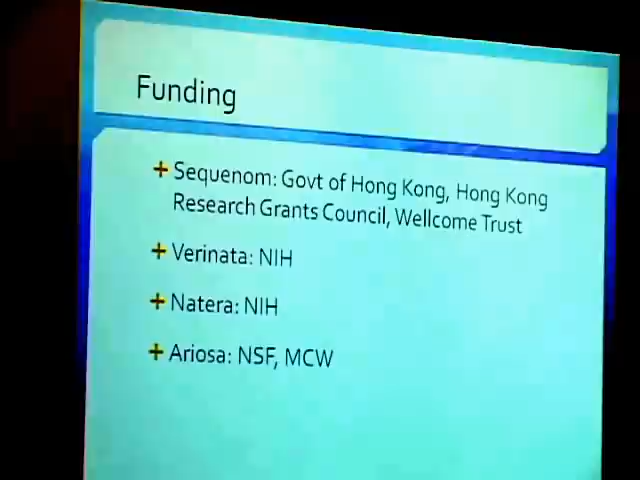 Funding
Sequenom: Govt of Hong Kong, Hong Kong
Research Grants Council, Wellcome Trust
Verinata: NIH
Natera: NIH
Ariosa: NSF, MCW